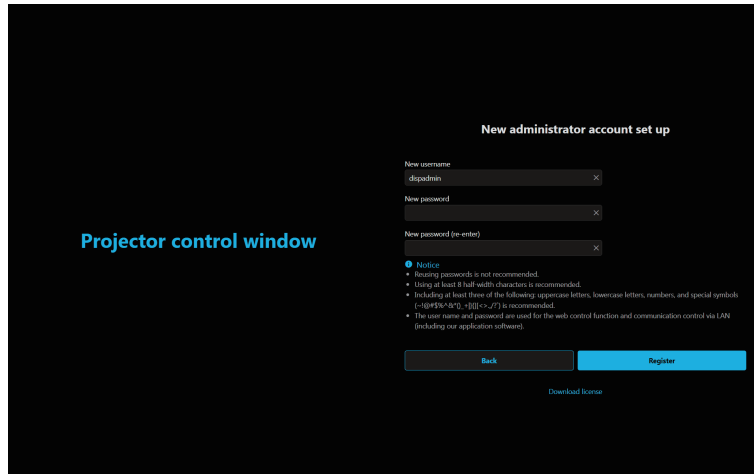 New administrator account set up
New username
dispadmin
New password
New password (re-enter)
Projector control window
Notice
Reusing passwords is not recommended.
Using at least 8 half-width characters is recommended.
Including at least three of the following: uppercase letters, lowercase letters, numbers, and special symbols
is recommended.
The user name and password are used for the web control function and communication control via LAN
(including our application software).
Back
Register
Download license